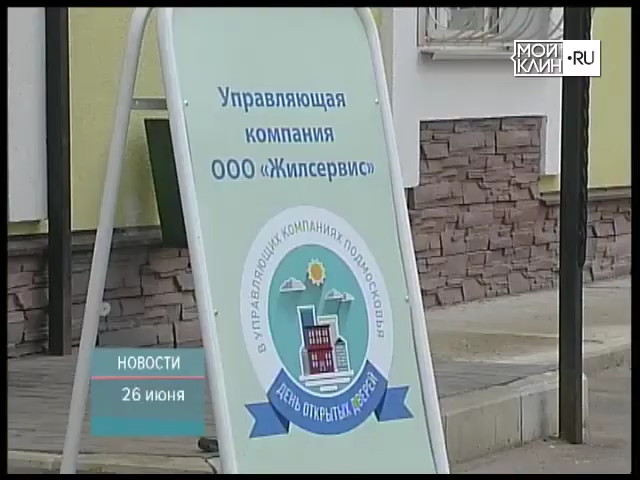 МОЙ
КЛИН .RU
Управляющая
компания
ООО «Жилсервис»
В УПРАВЛЯЮЩИХ КОМПАНИЯХ ПОДМОСКОВЬЯ
ДЕНЬ ОТКРЫТЫХ ДВЕРЕЙ
НОВОСТИ
26 июня